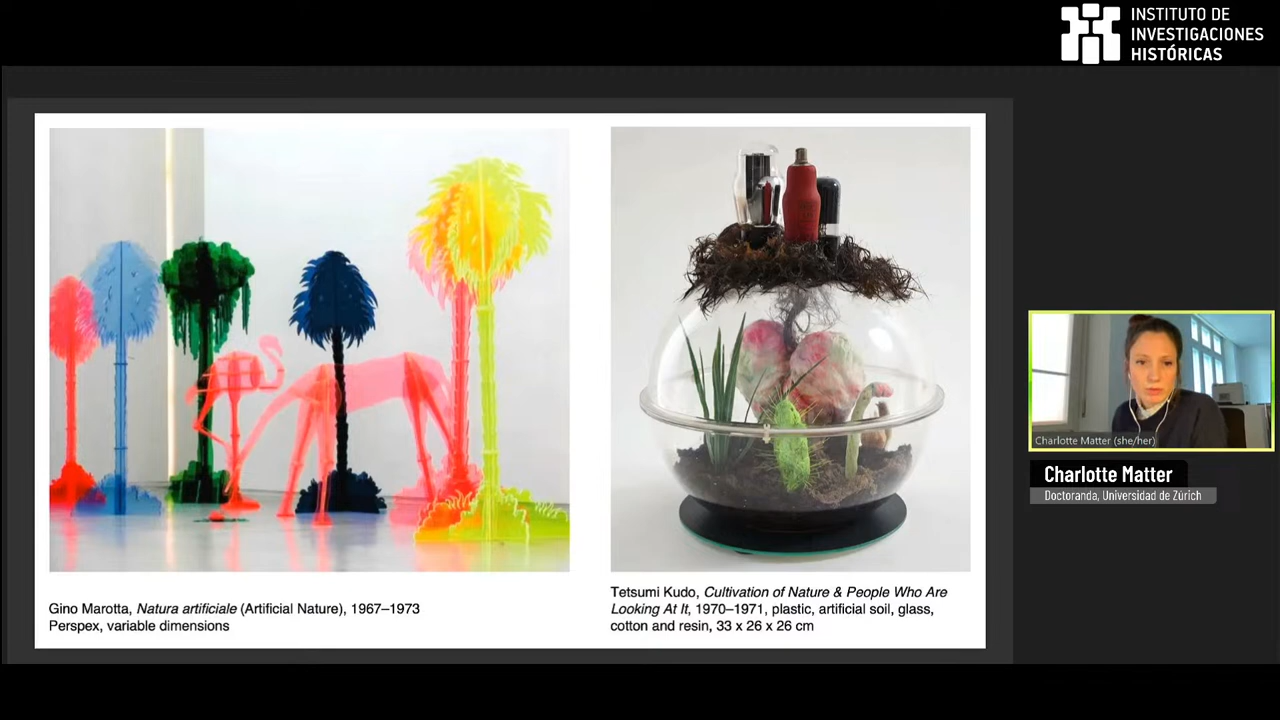 INSTITUTO DE
INVESTIGACIONES
HISTÓRICAS
Gino Marotta, Natura artificiale (Artificial Nature), 1967–1973
Perspex, variable dimensions
Tetsumi Kudo, Cultivation of Nature & People Who Are
Looking At It, 1970–1971, plastic, artificial soil, glass,
cotton and resin, 33 x 26 x 26 cm
Charlotte Matter (she/her)
Charlotte Matter
Doctoranda, Universidad de Zúrich